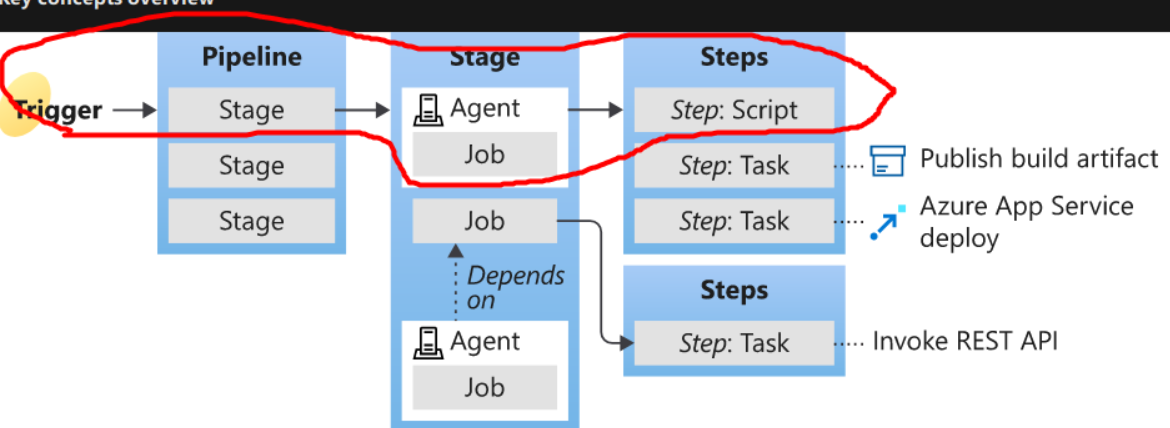 Key concepts overview
Pipeline
Stage
Steps
Trigger
Stage
Agent
Step: Script
Job
Stage
Step: Task
Publish build artifact
Stage
Job
Step: Task
Azure App Service
deploy
Depends
on
Steps
Agent
Step: Task
Invoke REST API
Job